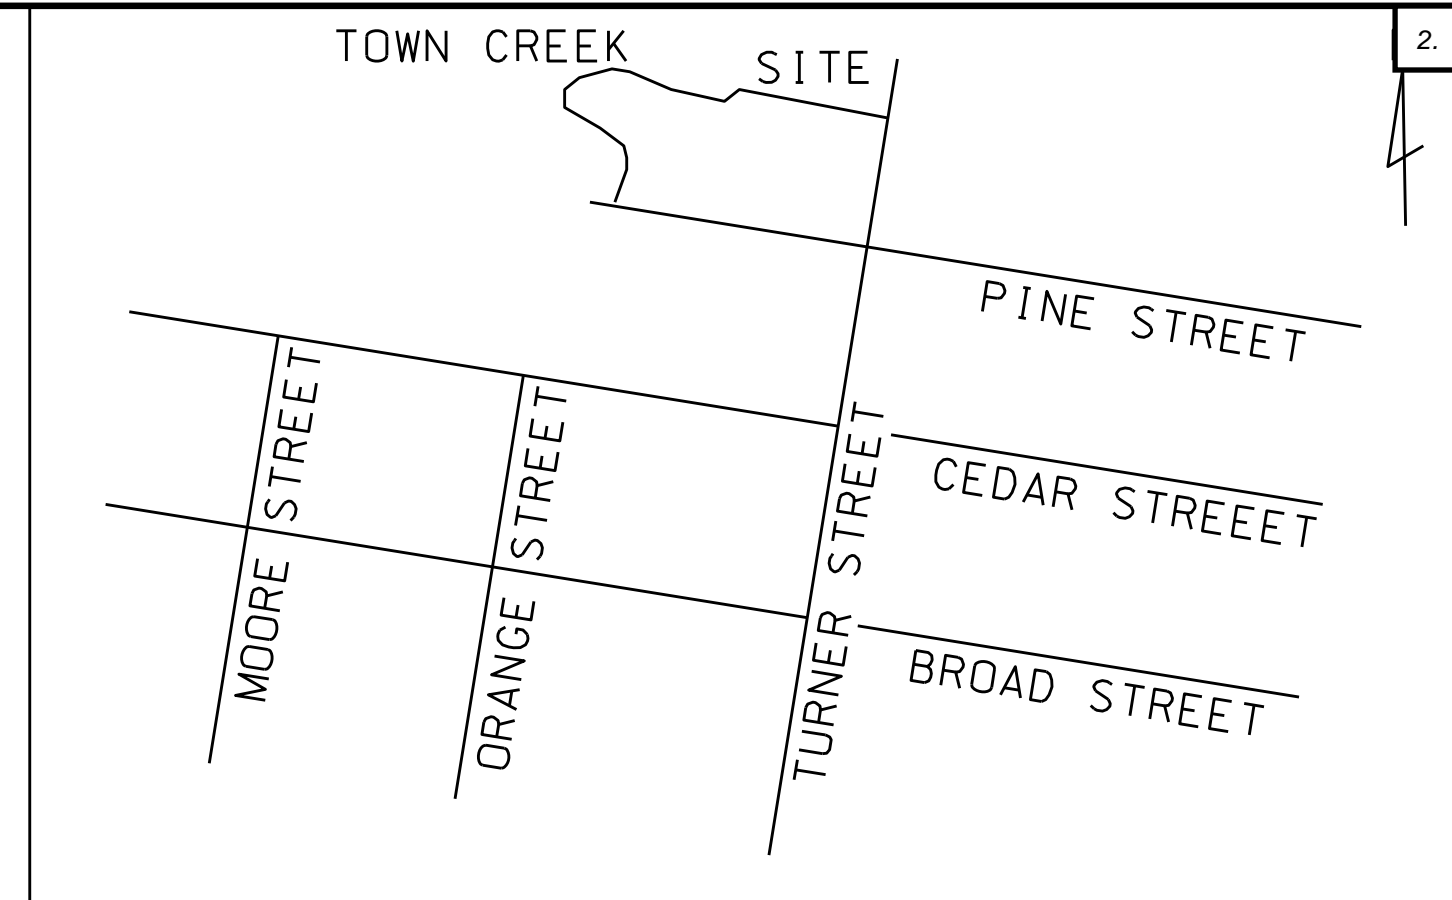 TOWN CREEK
SITE
2.
PINE STREET
CEDAR STREEET
BROAD STREET
MOORE STREET
ORANGE STREET
TURNER STREET